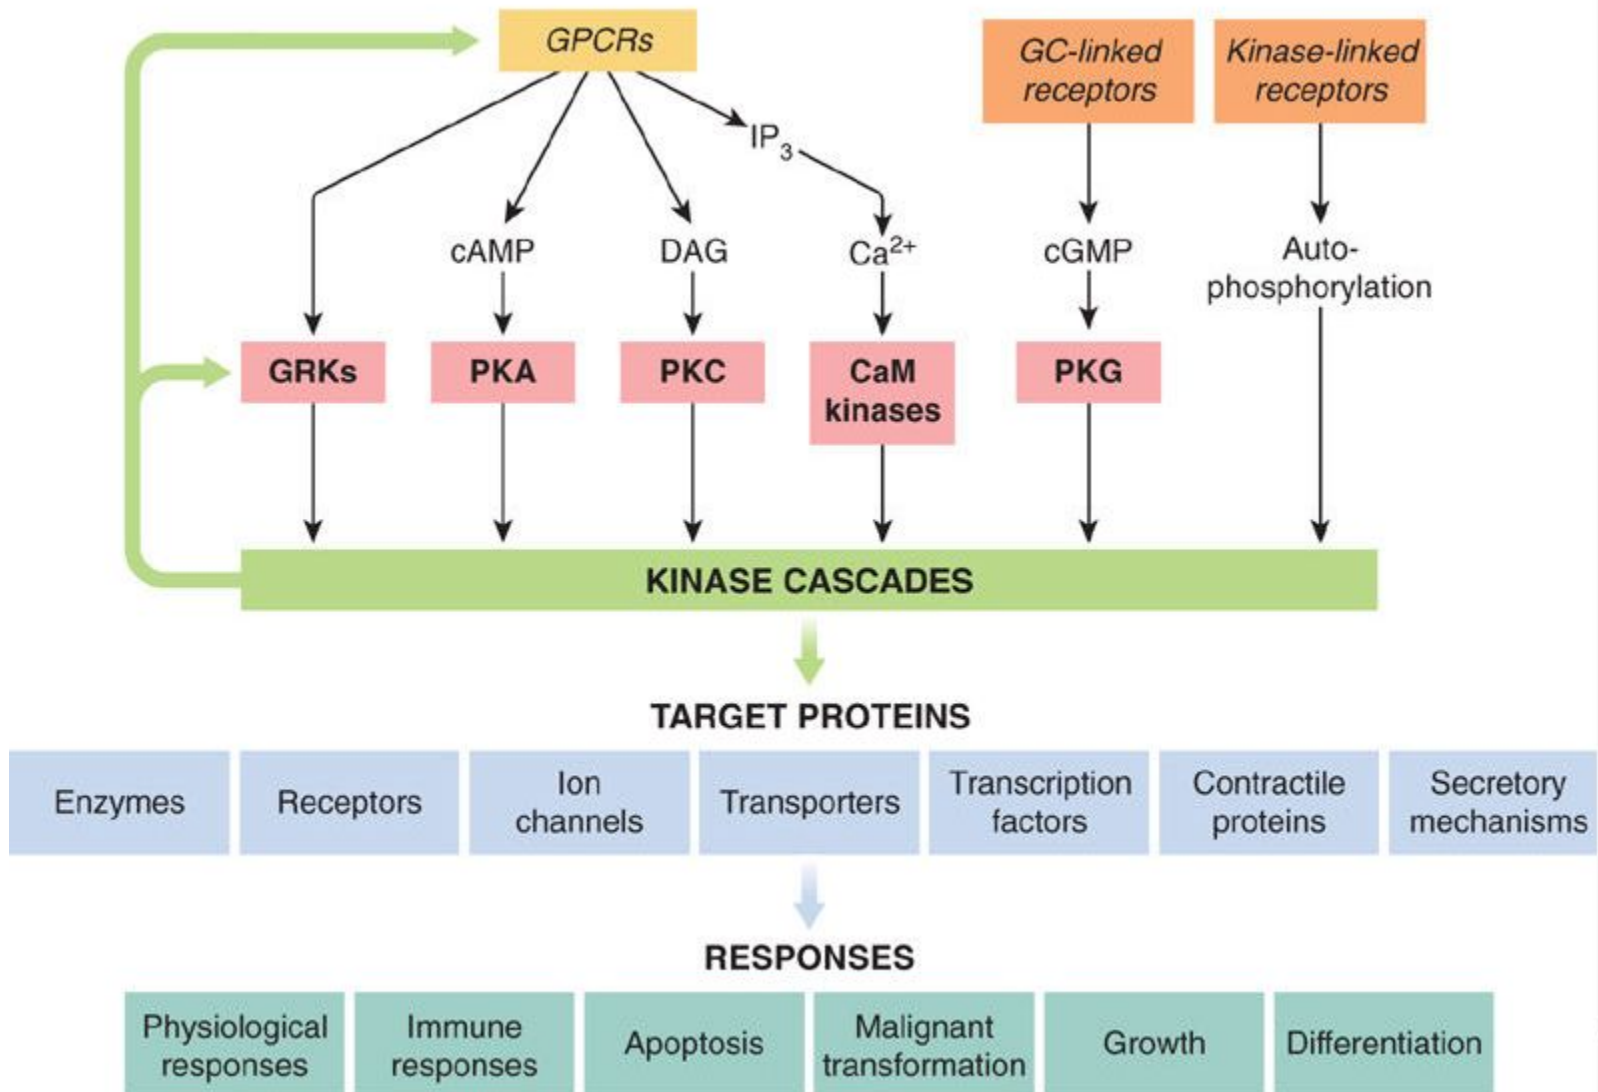 GPCRs
GC-linked
receptors
Kinase-linked
receptors
IP3
cAMP
DAG
Ca2+
cGMP
Auto-
phosphorylation
GRKs
PKA
PKC
CaM
kinases
PKG
KINASE CASCADES
TARGET PROTEINS
Enzymes
Receptors
Ion
channels
Transporters
Transcription
factors
Contractile
proteins
Secretory
mechanisms
RESPONSES
Physiological
responses
Immune
responses
Apoptosis
Malignant
transformation
Growth
Differentiation